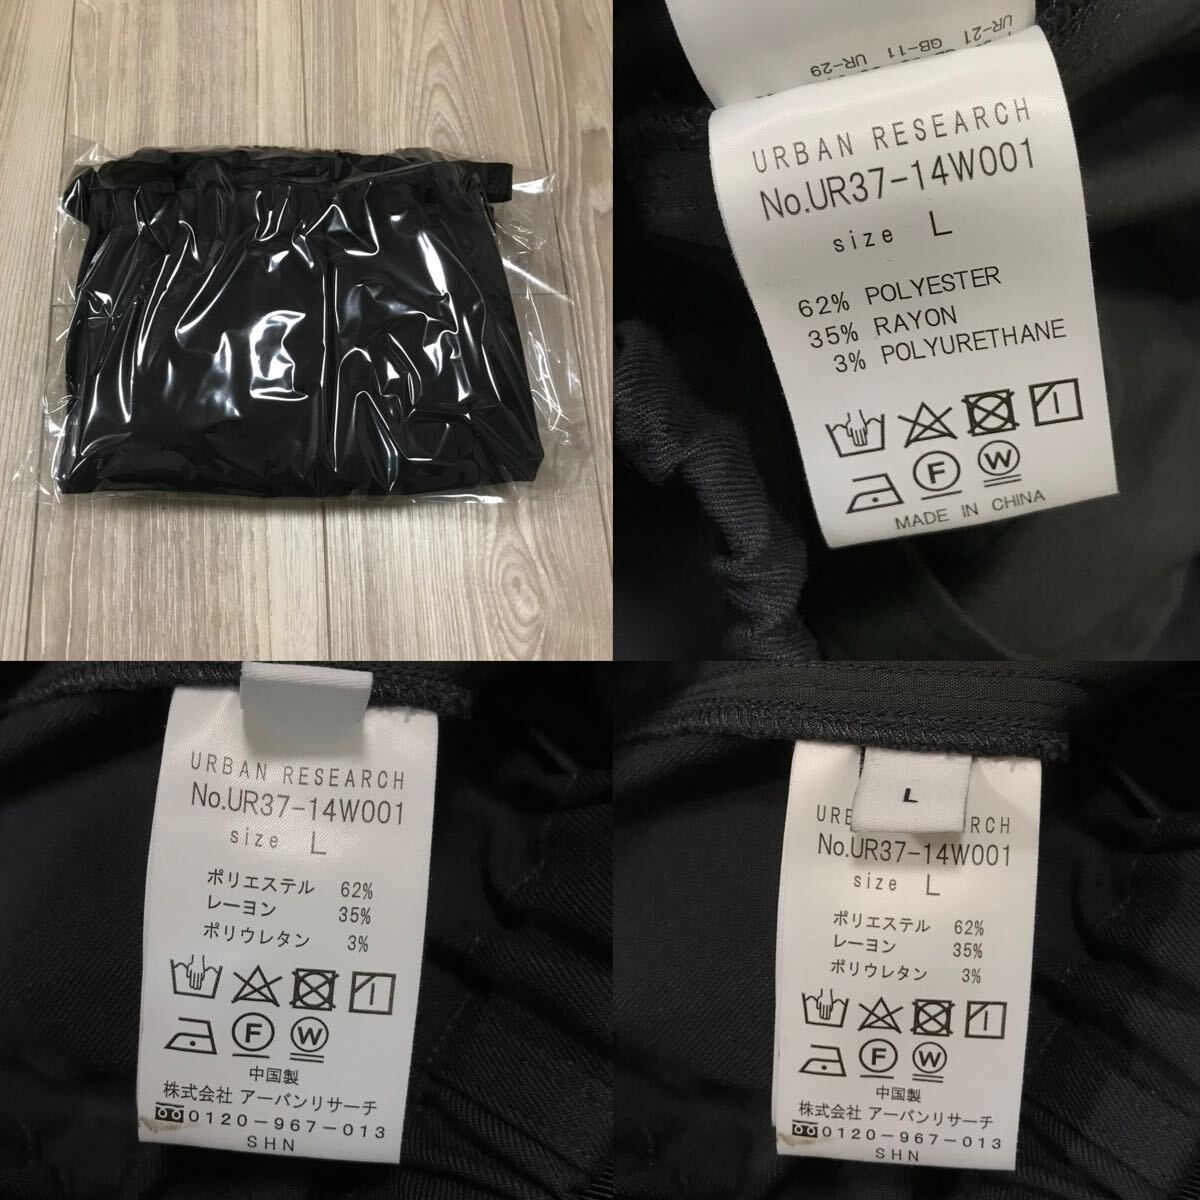 UR-21 GB-11 UR-29
URBAN RESEARCH
No.UR37-14W001
size L
62% POLYESTER
35% RAYON
3% POLYURETHANE
F W
MADE IN CHINA
URBAN RESEARCH
No.UR37-14W001
size L
ポリエステル 62%
レーヨン 35%
ポリウレタン 3%
F W
中国製
株式会社 アーバンリサーチ
0120-967-013
SHN
L
RCH
No.UR37-14W001
size L
ポリエステル 62%
レーヨン 35%
ポリウレタン 3%
F W
中国製
株式会社 アーバンリサーチ
0120-967-013
SHN